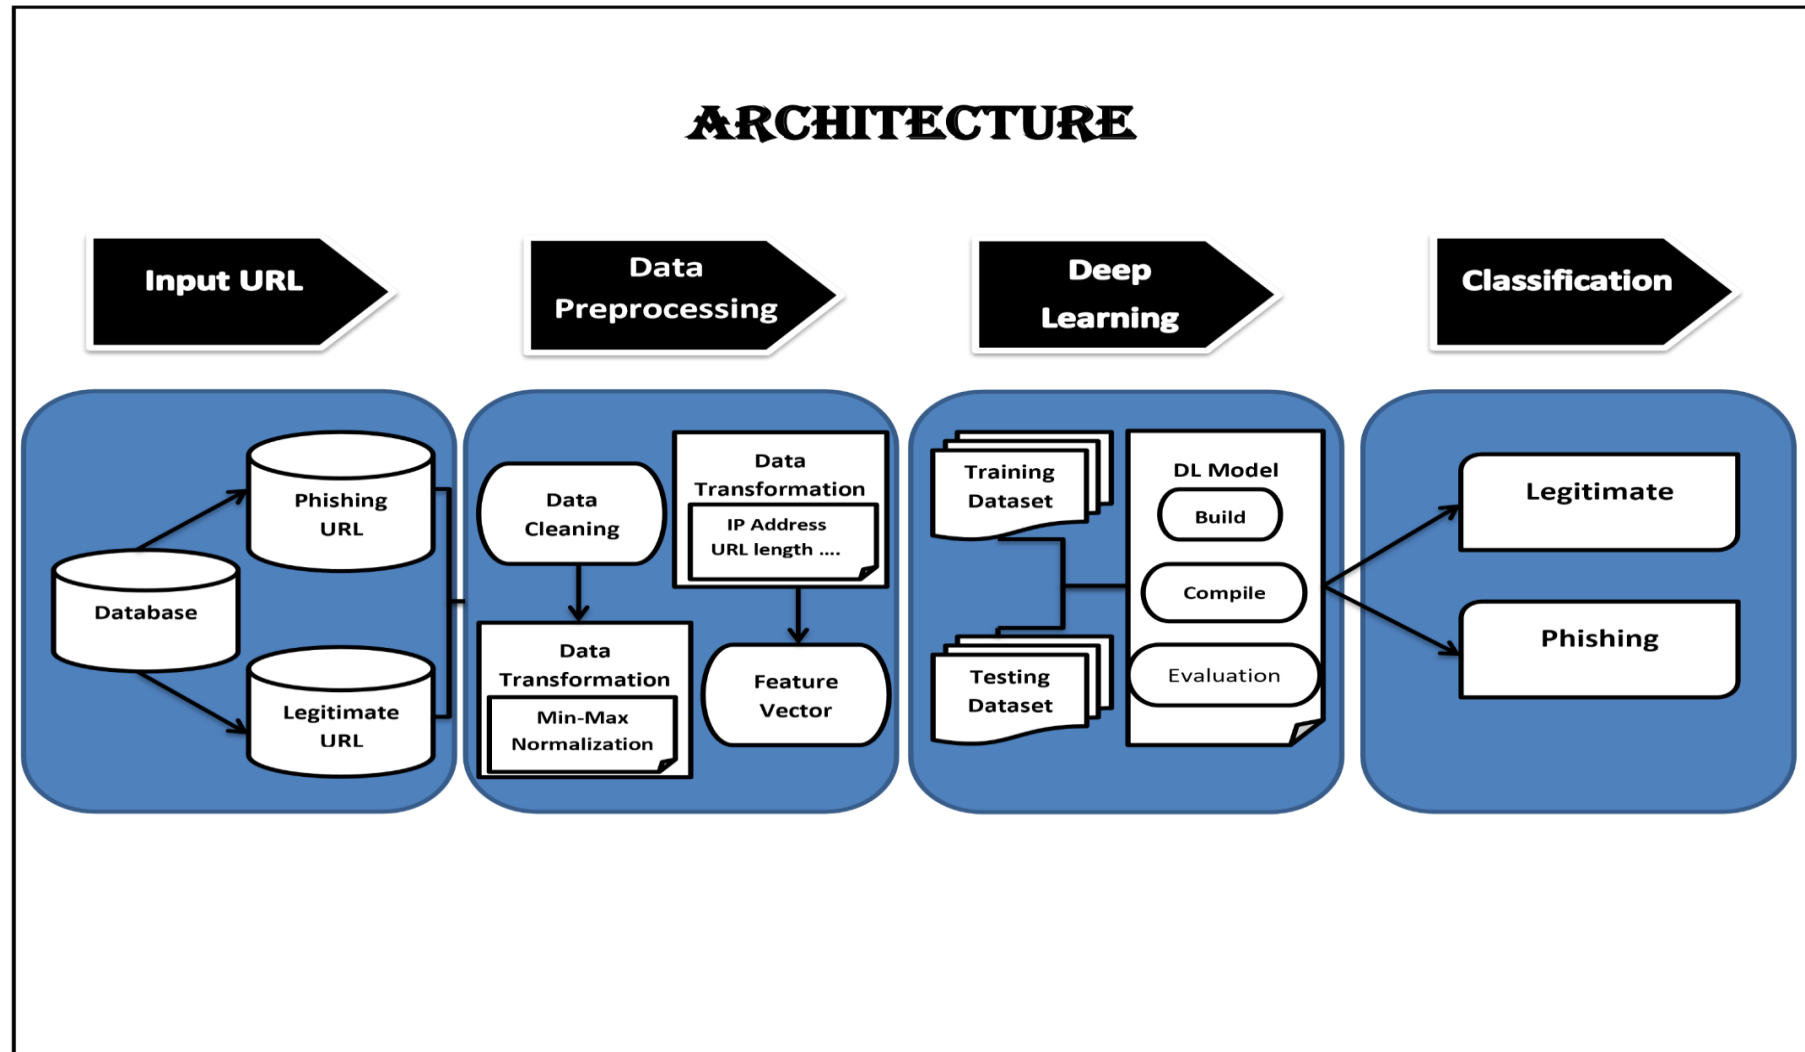 ARCHITECTURE
Input URL
Data
Preprocessing
Deep
Learning
Classification
Phishing
URL
Database
Legitimate
URL
Data
Cleaning
Data
Transformation
Min-Max
Normalization
Data
Transformation
IP Address
URL length ....
Feature
Vector
Training
Dataset
Testing
Dataset
DL Model
Build
Compile
Evaluation
Legitimate
Phishing